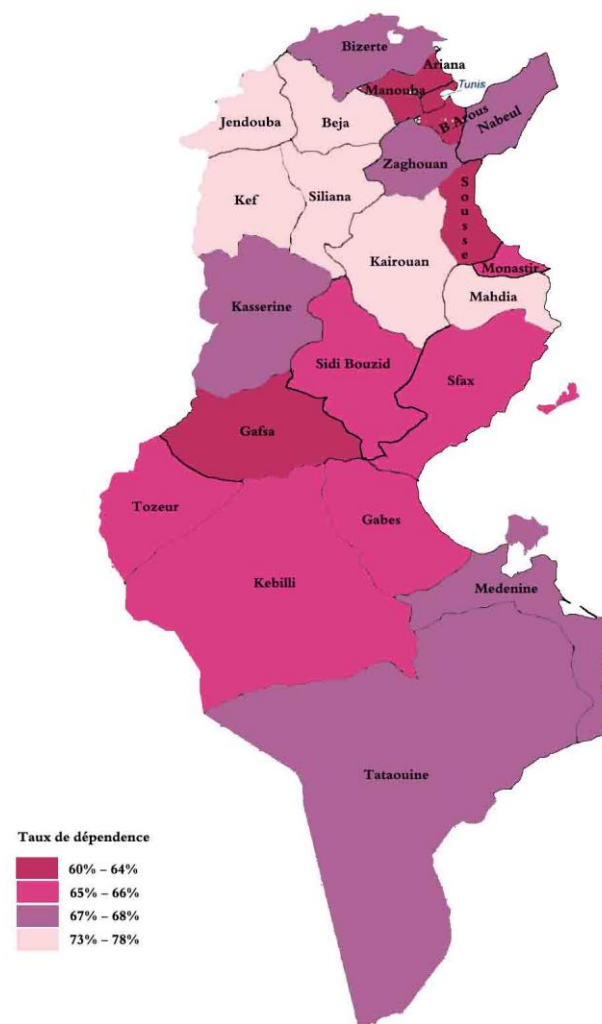 Bizerte
Ariana
Manouba
Tunis
B Arous
Nabeul
Jendouba
Beja
Zaghouan
Kef
Siliana
Sousse
Kairouan
Monastir
Mahdia
Kasserine
Sidi Bouzid
Sfax
Gafsa
Tozeur
Gabes
Kebilli
Medenine
Tataouine
Taux de dépendence
60% – 64%
65% – 66%
67% – 68%
73% – 78%